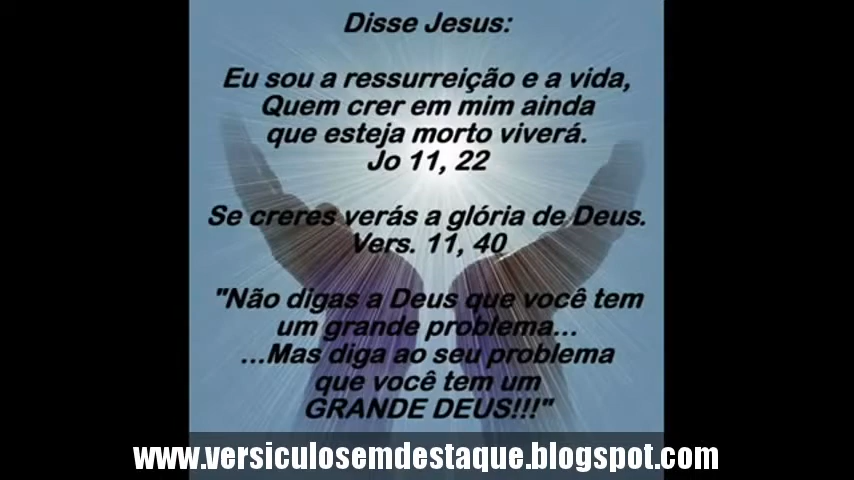 Disse Jesus:
Eu sou a ressurreição e a vida,
Quem crer em mim ainda
que esteja morto viverá.
Jo 11, 22
Se creres verás a glória de Deus.
Vers. 11, 40
"Não digas a Deus que você tem
um grande problema...
...Mas diga ao seu problema
que você tem um
GRANDE DEUS!!!"
www.versiculosemdestaque.blogspot.com